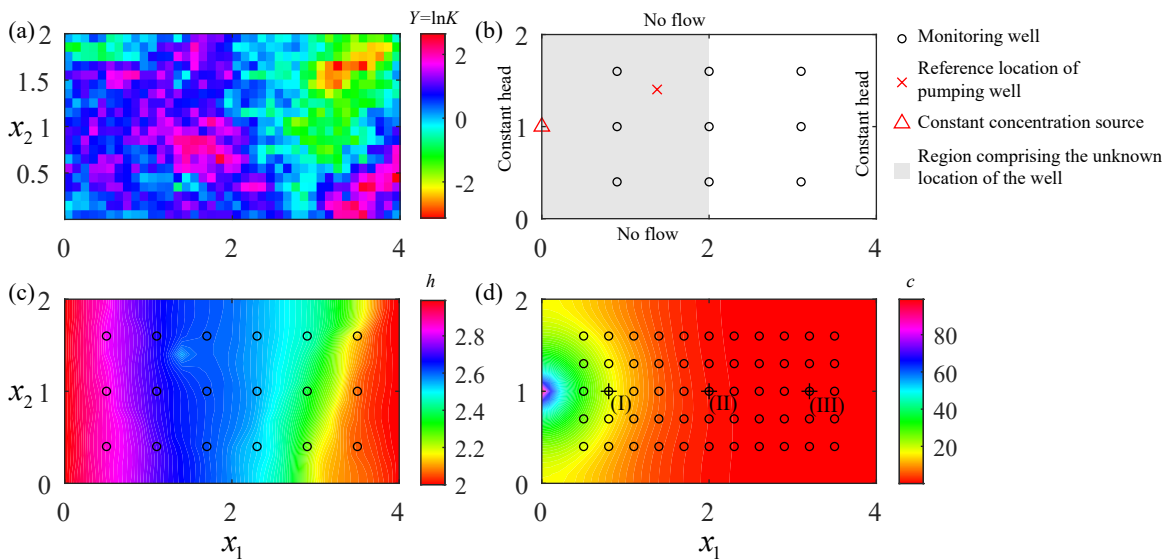 (a)
Y=lnK
2
1.5
x2
1
0.5
0
2
4
2
0
-2
(b)
No flow
2
1
0
Constant head
Constant head
0
2
4
No flow
Monitoring well
Reference location of
pumping well
Constant concentration source
Region comprising the unknown
location of the well
(c)
h
2
x2
1
0
0
2
4
x1
2.8
2.6
2.4
2.2
2
(d)
c
2
1
0
(I)
(II)
(III)
0
2
4
x1
80
60
40
20